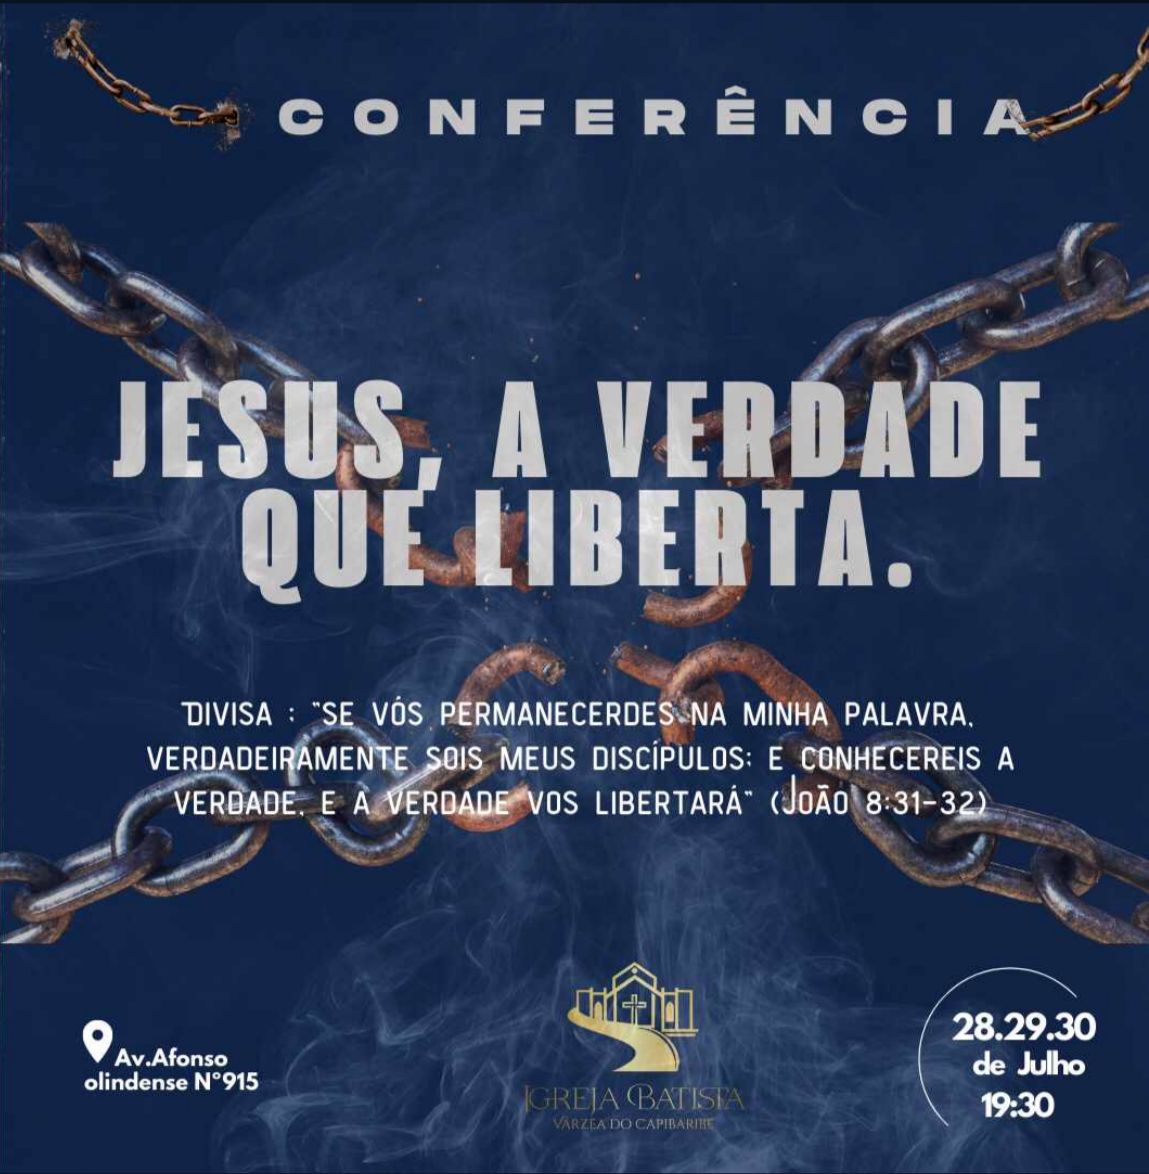 CONFERÊNCIA
JESUS, A VERDADE
QUE LIBERTA.
DIVISA : "SE VÓS PERMANECERDES NA MINHA PALAVRA,
VERDADEIRAMENTE SOIS MEUS DISCÍPULOS; E CONHECEREIS A
VERDADE, E A VERDADE VOS LIBERTARÁ" (JOÃO 8:31-32)
Av.Afonso
olindense Nº915
IGREJA BATISTA
VÁRZEA DO CAPIBARIBE
28.29.30
de Julho
19:30